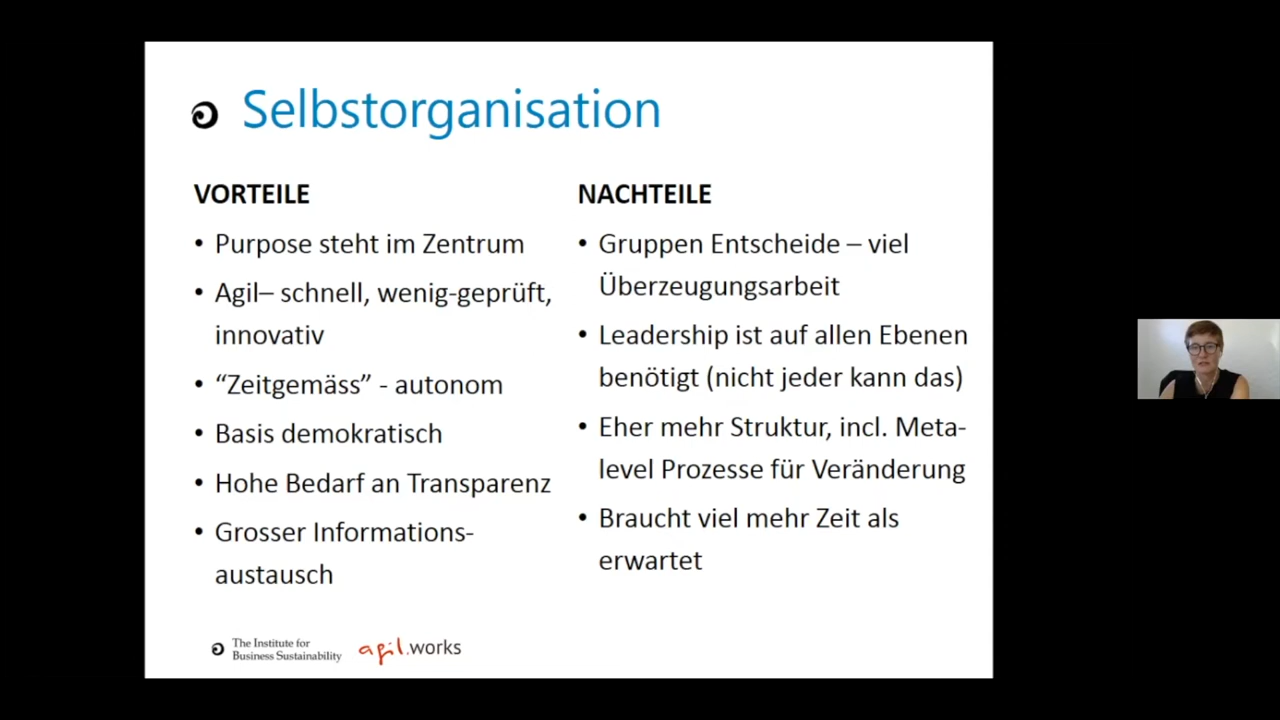 Selbstorganisation
VORTEILE
• Purpose steht im Zentrum
• Agil– schnell, wenig-geprüft,
innovativ
• “Zeitgemäss” - autonom
• Basis demokratisch
• Hohe Bedarf an Transparenz
• Grosser Informations-
austausch
NACHTEILE
• Gruppen Entscheide – viel
Überzeugungsarbeit
• Leadership ist auf allen Ebenen
benötigt (nicht jeder kann das)
• Eher mehr Struktur, incl. Meta-
level Prozesse für Veränderung
• Braucht viel mehr Zeit als
erwartet
The Institute for
Business Sustainability
agil.works